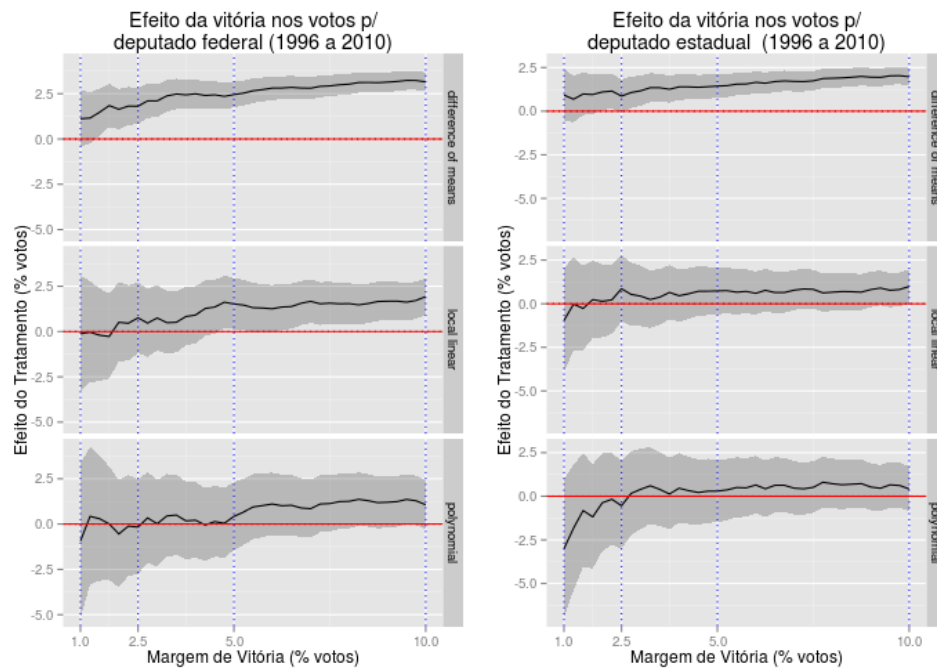 Efeito da vitória nos votos p/
deputado federal (1996 a 2010)
Efeito do Tratamento (% votos)
2.5
0.0
-2.5
-5.0
difference of means
2.5
0.0
-2.5
-5.0
local linear
2.5
0.0
-2.5
-5.0
polynomial
1.0 2.5 5.0 10.0
Margem de Vitória (% votos)
Efeito da vitória nos votos p/
deputado estadual (1996 a 2010)
Efeito do Tratamento (% votos)
2.5
0.0
-2.5
-5.0
difference of means
2.5
0.0
-2.5
-5.0
local linear
2.5
0.0
-2.5
-5.0
polynomial
1.0 2.5 5.0 10.0
Margem de Vitória (% votos)